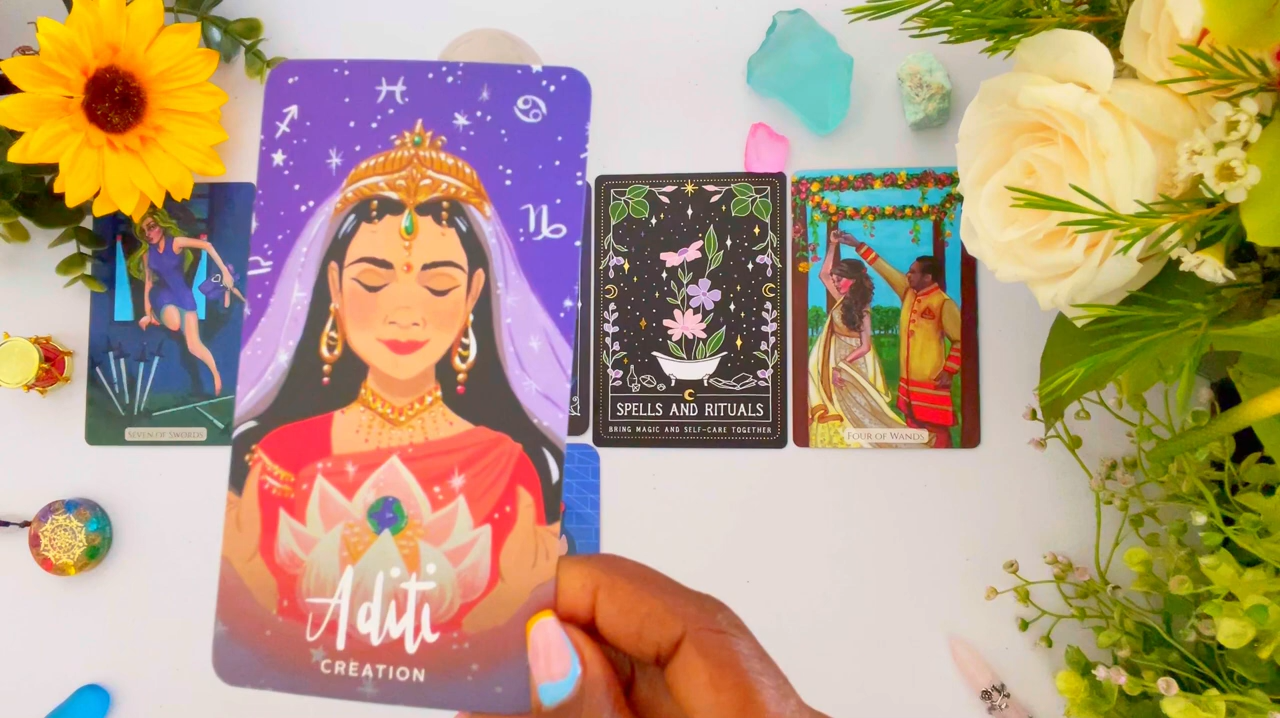 SEVEN OF SWORDS
Aditi
CREATION
SPELLS AND RITUALS
BRING MAGIC AND SELF-CARE TOGETHER
FOUR OF WANDS